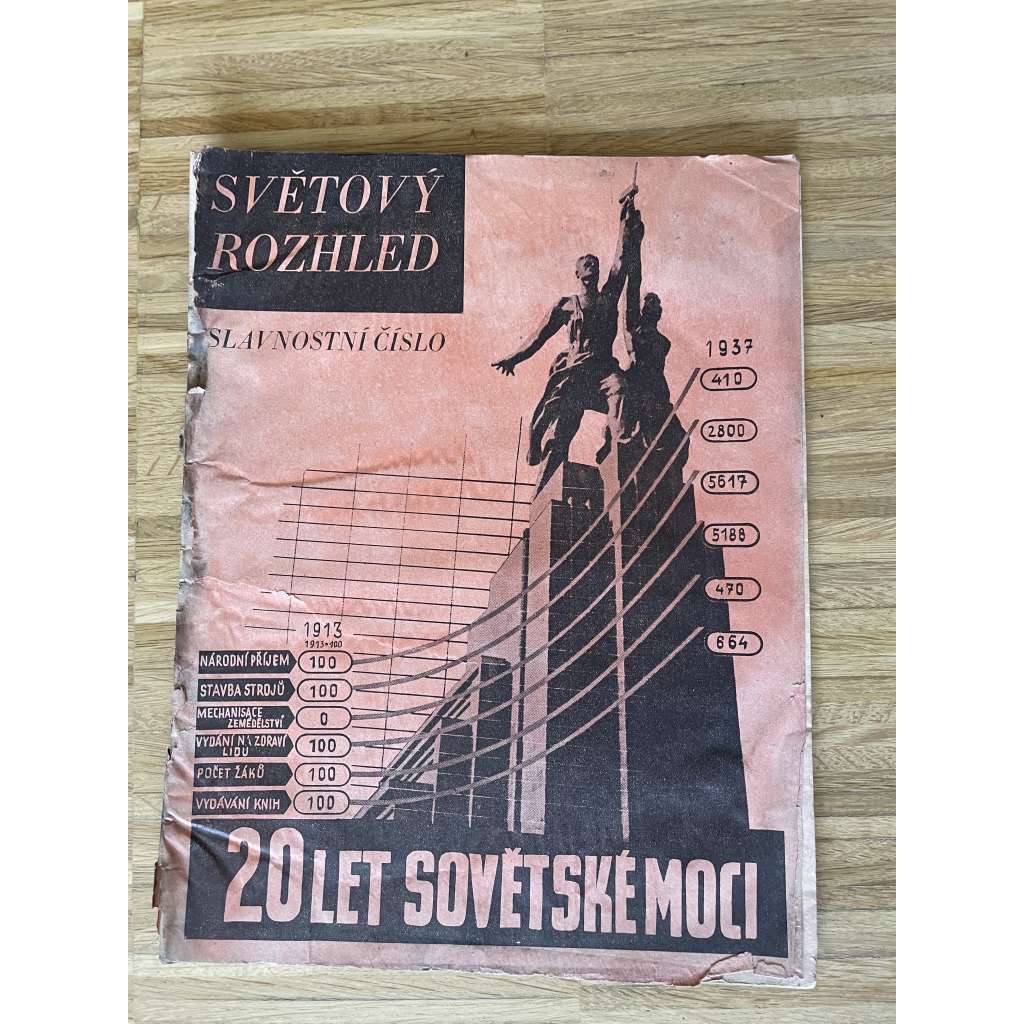 SVĚTOVÝ
ROZHLED
SLAVNOSTNÍ ČÍSLO
1937
410
2800
5617
5188
470
664
1913
1913=100
NÁRODNÍ PŘÍJEM 100
STAVBA STROJŮ 100
MECHANISACE
ZEMĚDĚLSTVÍ 0
VYDÁNÍ NA ZDRAVÍ
LIDU 100
POČET ŽÁKŮ 100
VYDÁVÁNÍ KNIH 100
20 LET SOVĚTSKÉ MOCI